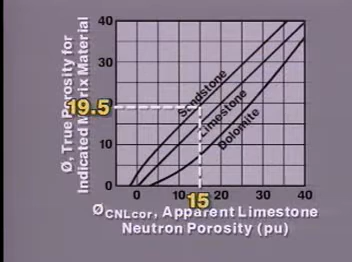 40
30
19.5
10
0
Ø, True Porosity for
Indicated Matrix Material
Sandstone
Limestone
Dolomite
0 10 20 30 40
15
ØCNLcor, Apparent Limestone
Neutron Porosity (pu)